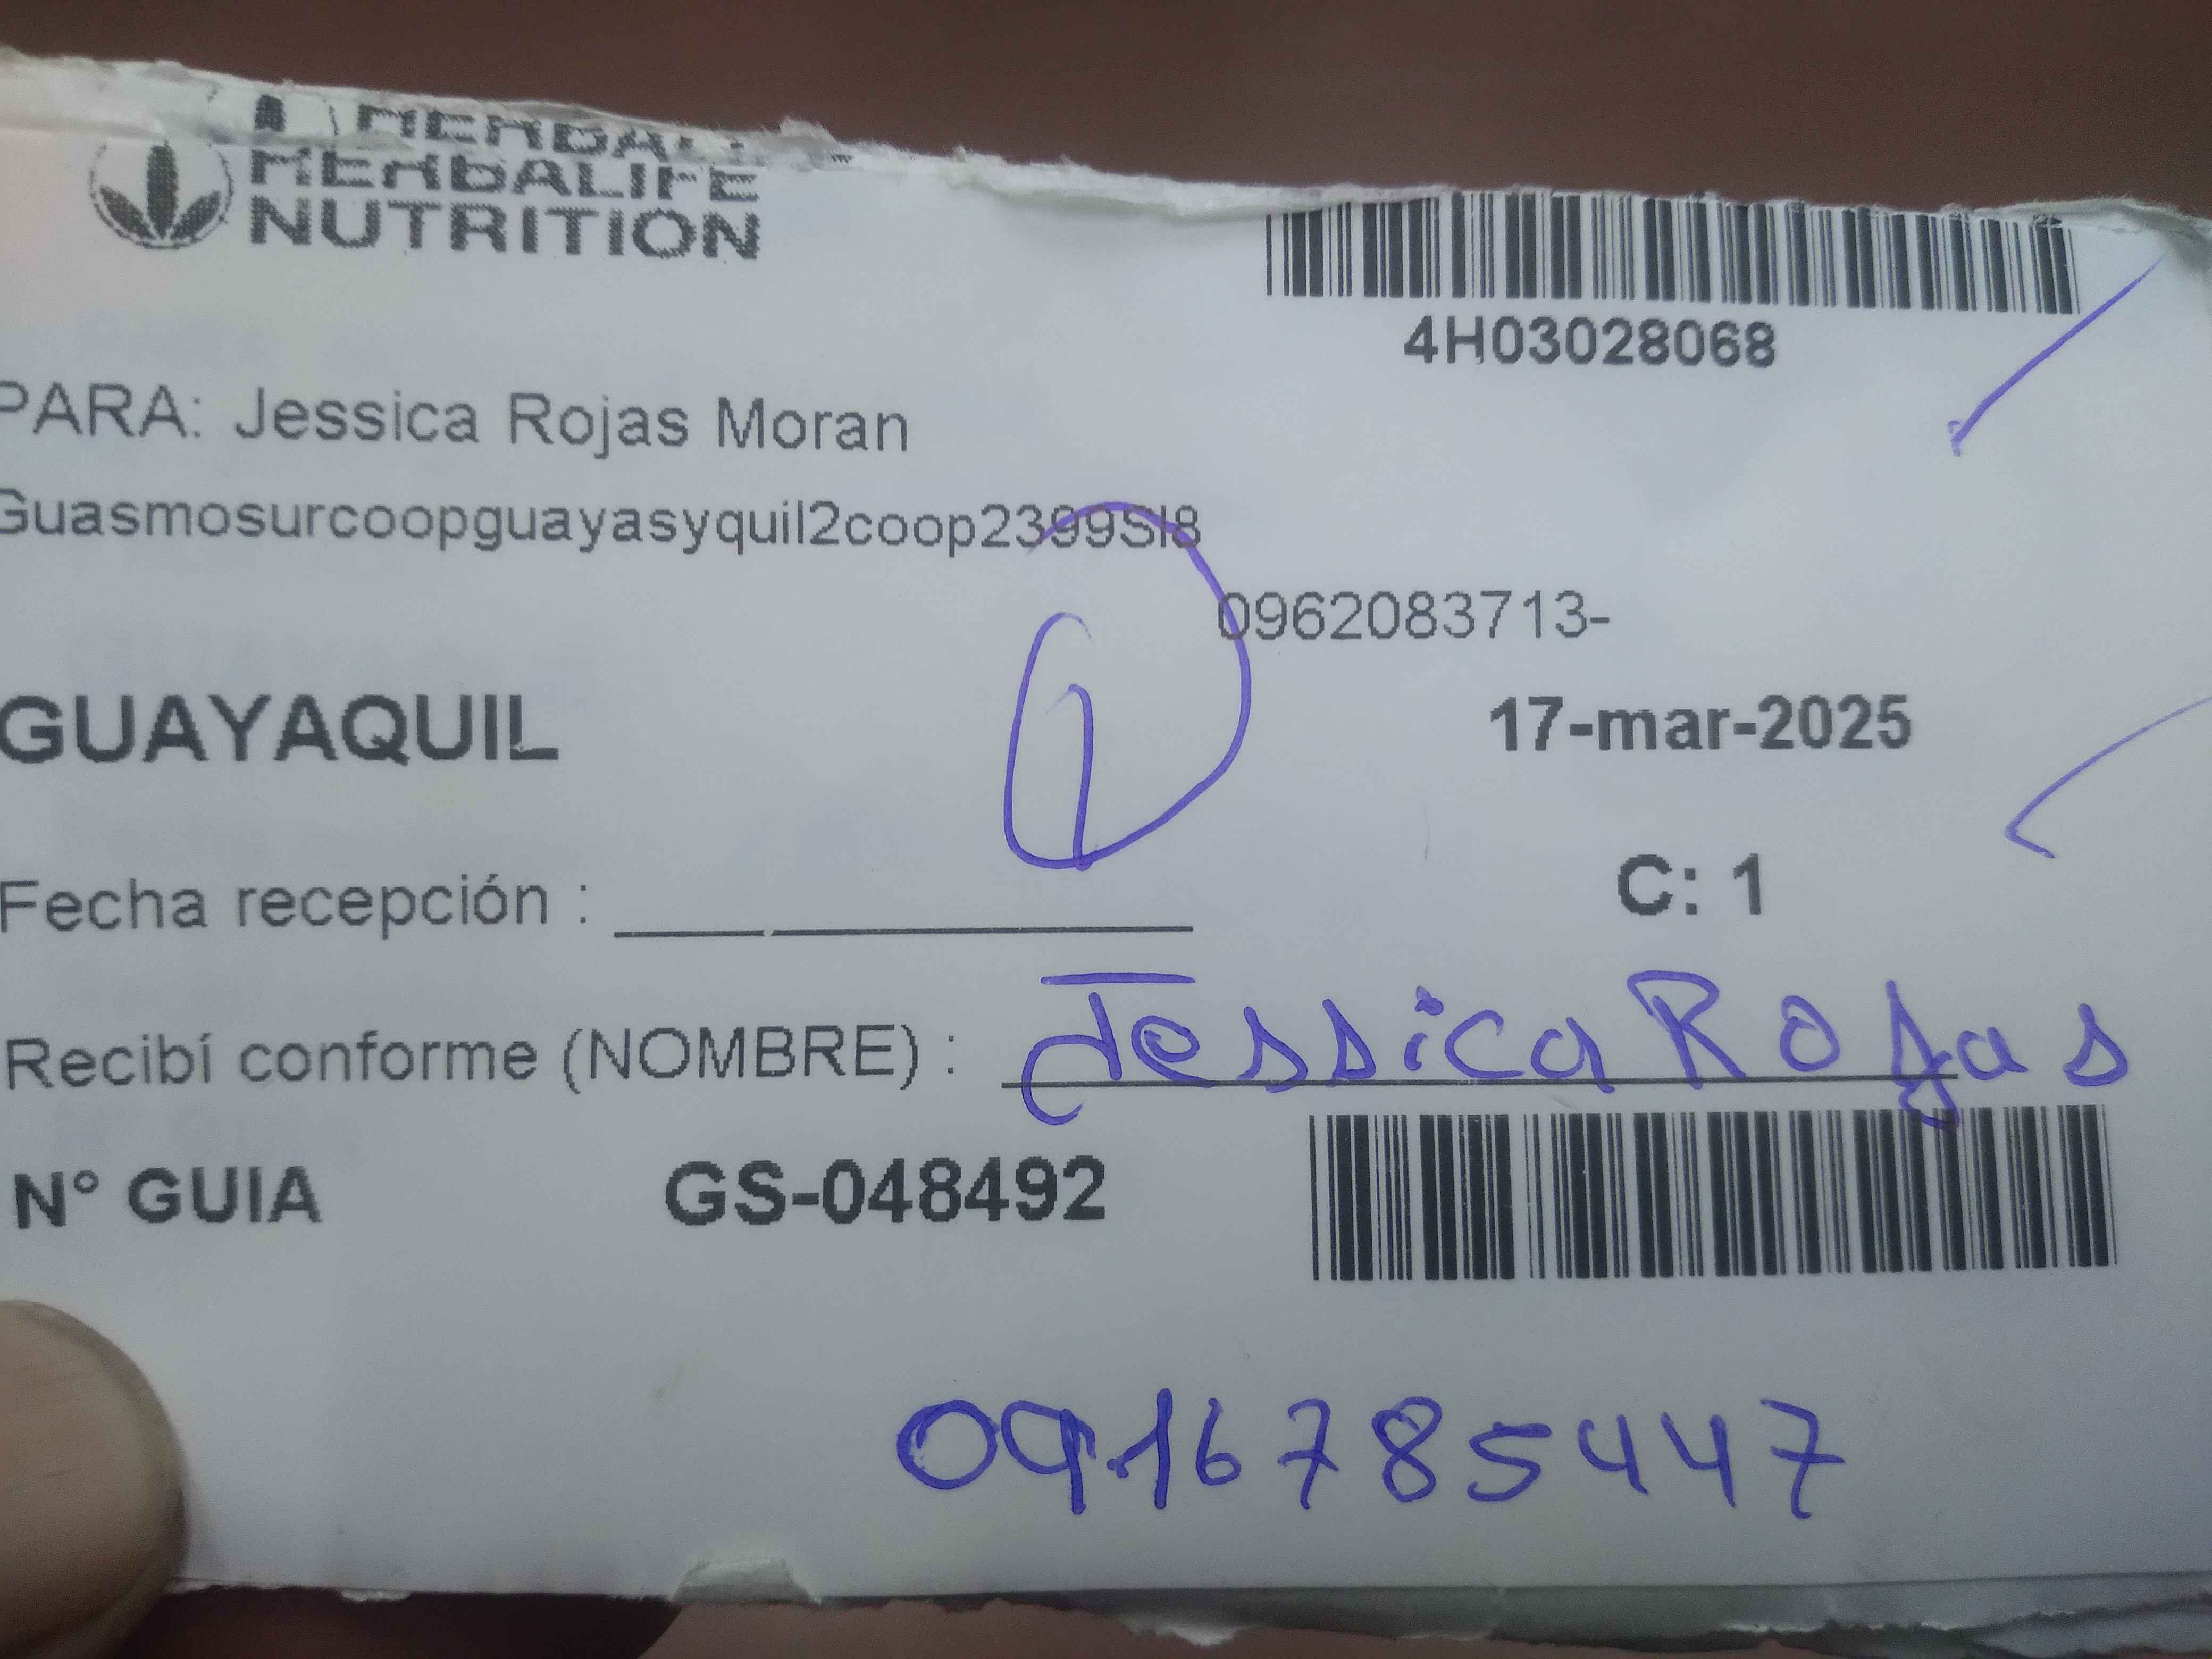 HERBALIFE
NUTRITION
4H03028068
PARA: Jessica Rojas Moran
Guasmosurcoopguayasyquil2coop2399Sl8
0962083713-
GUAYAQUIL
17-mar-2025
1
Fecha recepción :
C: 1
Recibí conforme (NOMBRE) : Jessica Rojas
N° GUIA GS-048492
0916785447